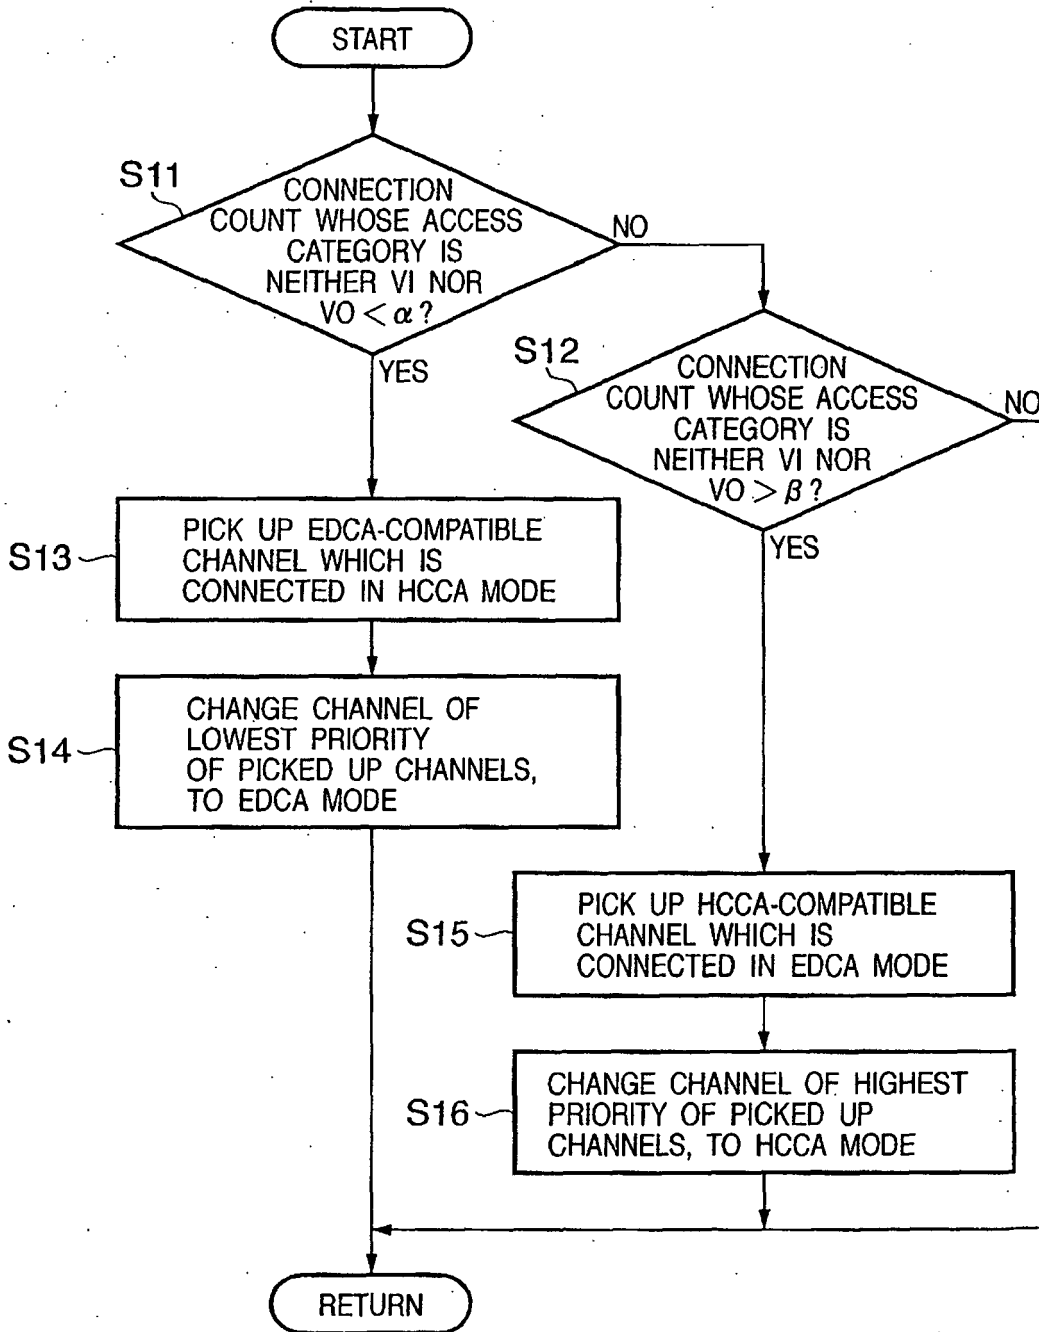 START
S11
CONNECTION
COUNT WHOSE ACCESS
CATEGORY IS
NEITHER VI NOR
VO < α ?
NO
YES
S12
CONNECTION
COUNT WHOSE ACCESS
CATEGORY IS
NEITHER VI NOR
VO > β ?
NO
YES
S13
PICK UP EDCA-COMPATIBLE
CHANNEL WHICH IS
CONNECTED IN HCCA MODE
S14
CHANGE CHANNEL OF
LOWEST PRIORITY
OF PICKED UP CHANNELS,
TO EDCA MODE
S15
PICK UP HCCA-COMPATIBLE
CHANNEL WHICH IS
CONNECTED IN EDCA MODE
S16
CHANGE CHANNEL OF HIGHEST
PRIORITY OF PICKED UP
CHANNELS, TO HCCA MODE
RETURN